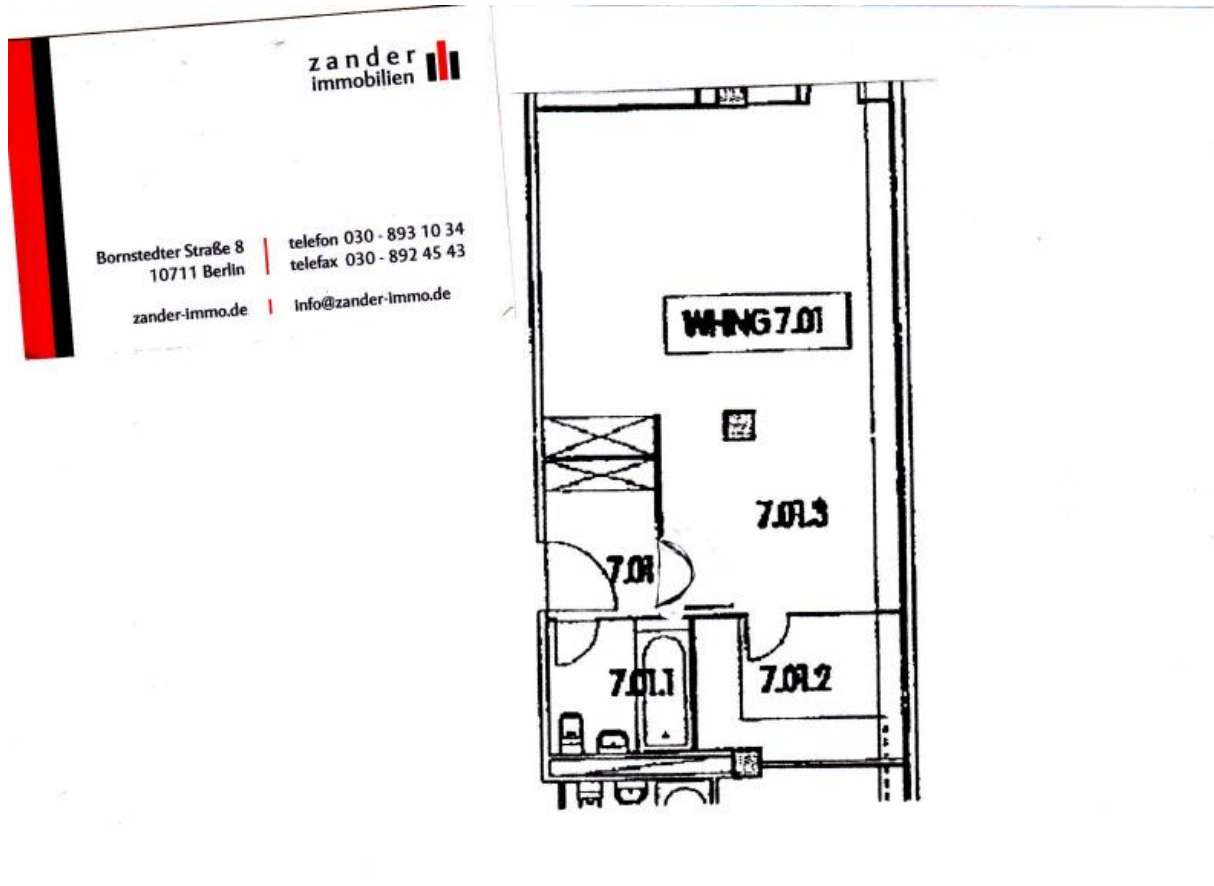 zander
immobilien
Bornstedter Straße 8
10711 Berlin
telefon 030 - 893 10 34
telefax 030 - 892 45 43
zander-immo.de
info@zander-immo.de
WHNG 7.01
7.01.3
7.01
7.01.1
7.01.2